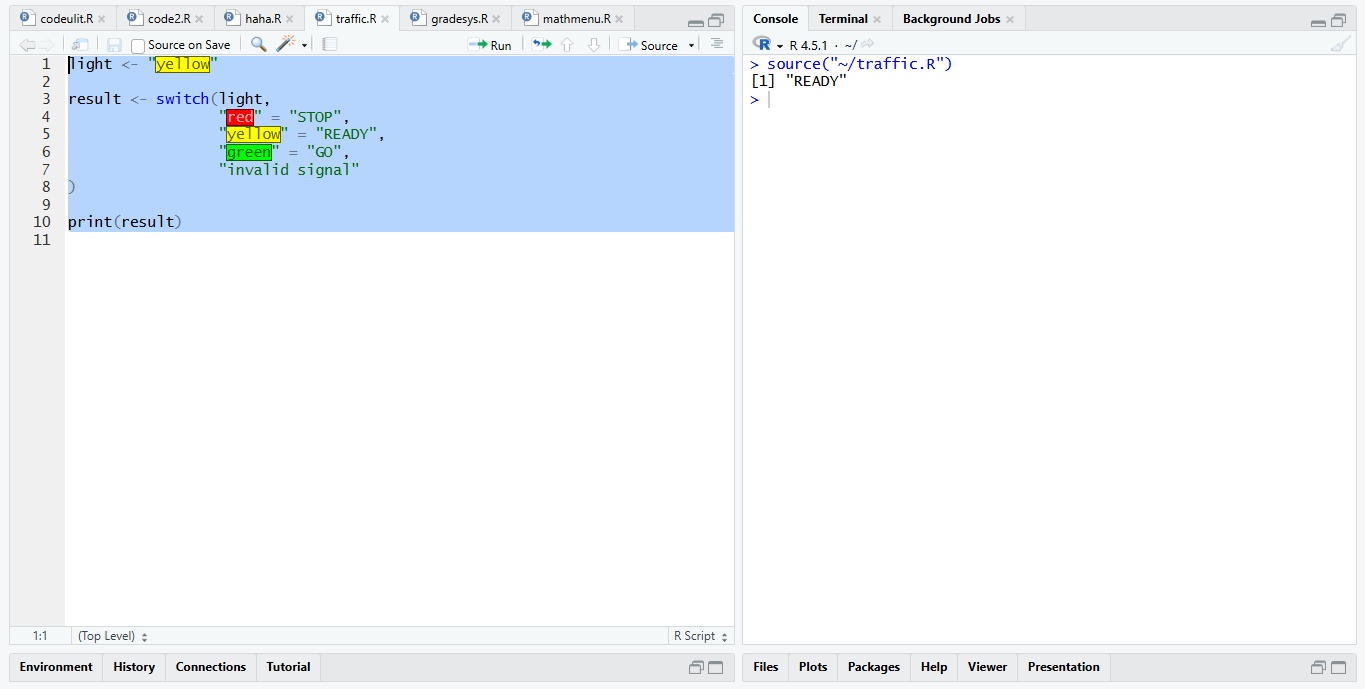 codeulit.R code2.R haha.R traffic.R gradesys.R mathmenu.R
Source on Save Run Source
1 light <- "yellow"
2
3 result <- switch(light,
4 "red" = "STOP",
5 "yellow" = "READY",
6 "green" = "GO",
7 "invalid signal"
8 )
9
10 print(result)
11
1:1 (Top Level) R Script
Environment History Connections Tutorial
Console Terminal Background Jobs
R R 4.5.1 · ~/
> source("~/traffic.R")
[1] "READY"
>
Files Plots Packages Help Viewer Presentation